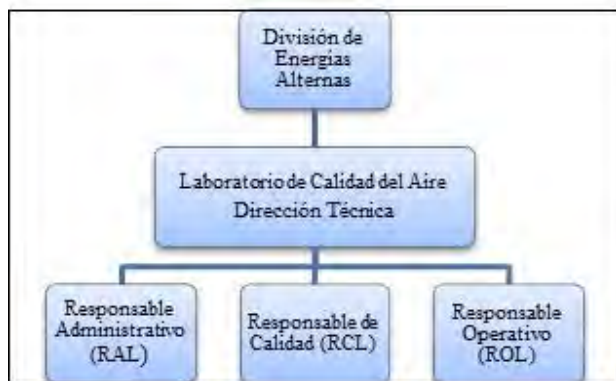 División de
Energías
Alternas
Laboratorio de Calidad del Aire
Dirección Técnica
Responsable
Administrativo
(RAL)
Responsable de
Calidad (RCL)
Responsable
Operativo
(ROL)